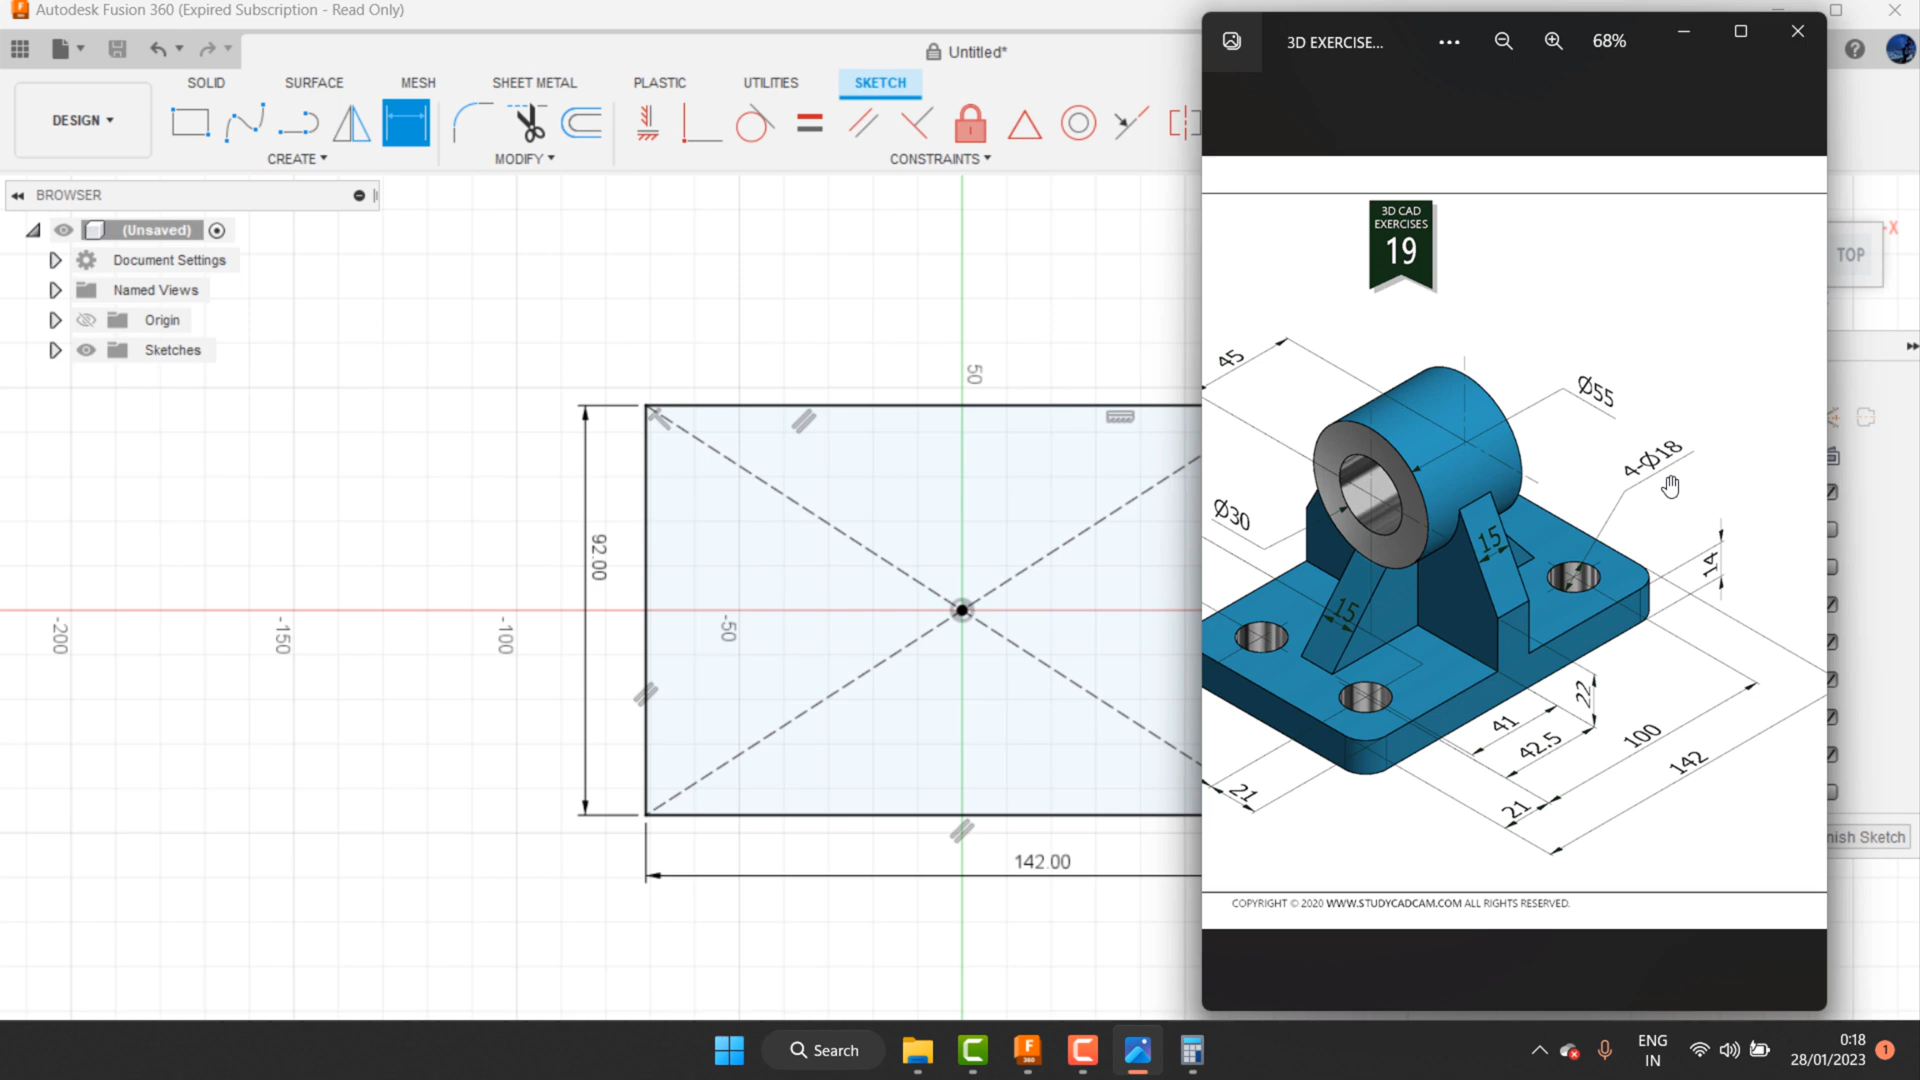 Autodesk Fusion 360 (Expired Subscription - Read Only)
Untitled*
SOLID
SURFACE
MESH
SHEET METAL
PLASTIC
UTILITIES
SKETCH
DESIGN
CREATE
MODIFY
CONSTRAINTS
BROWSER
(Unsaved)
Document Settings
Named Views
Origin
Sketches
50
92.00
-200
-150
-100
-50
142.00
3D EXERCISE...
68%
3D CAD
EXERCISES
19
45
Ø55
4-Ø18
Ø30
15
15
14
22
41
42.5
100
142
21
21
COPYRIGHT © 2020 WWW.STUDYCADCAM.COM ALL RIGHTS RESERVED.
X
TOP
nish Sketch
Search
F
360
ENG
IN
0:18
28/01/2023
1